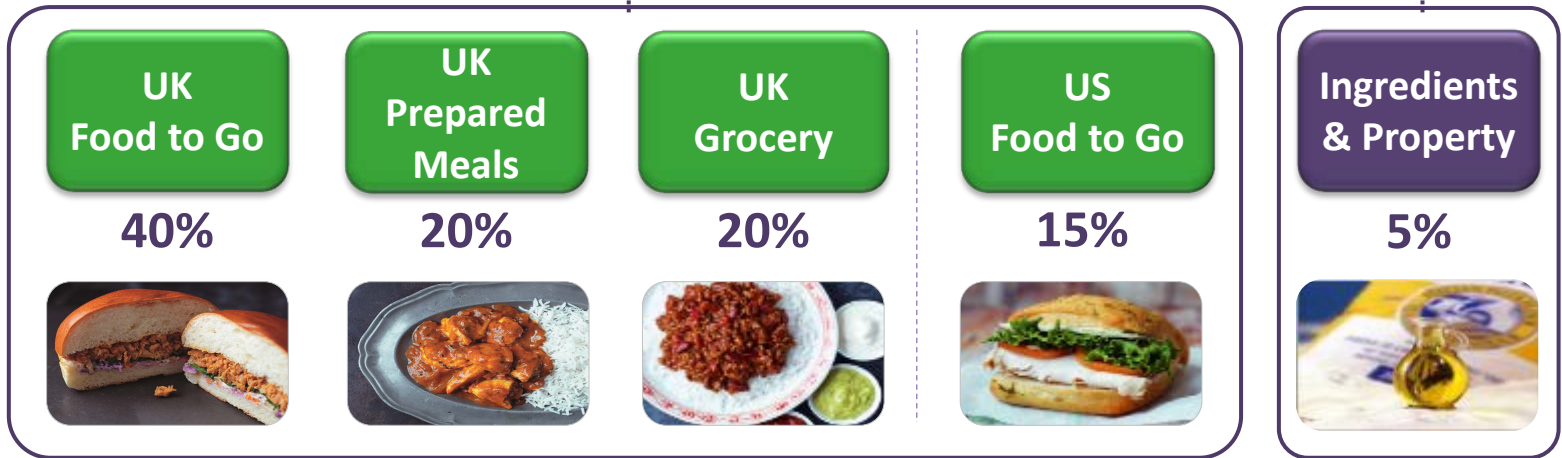 UK
Food to Go
40%
UK
Prepared
Meals
20%
UK
Grocery
20%
US
Food to Go
15%
Ingredients
& Property
5%